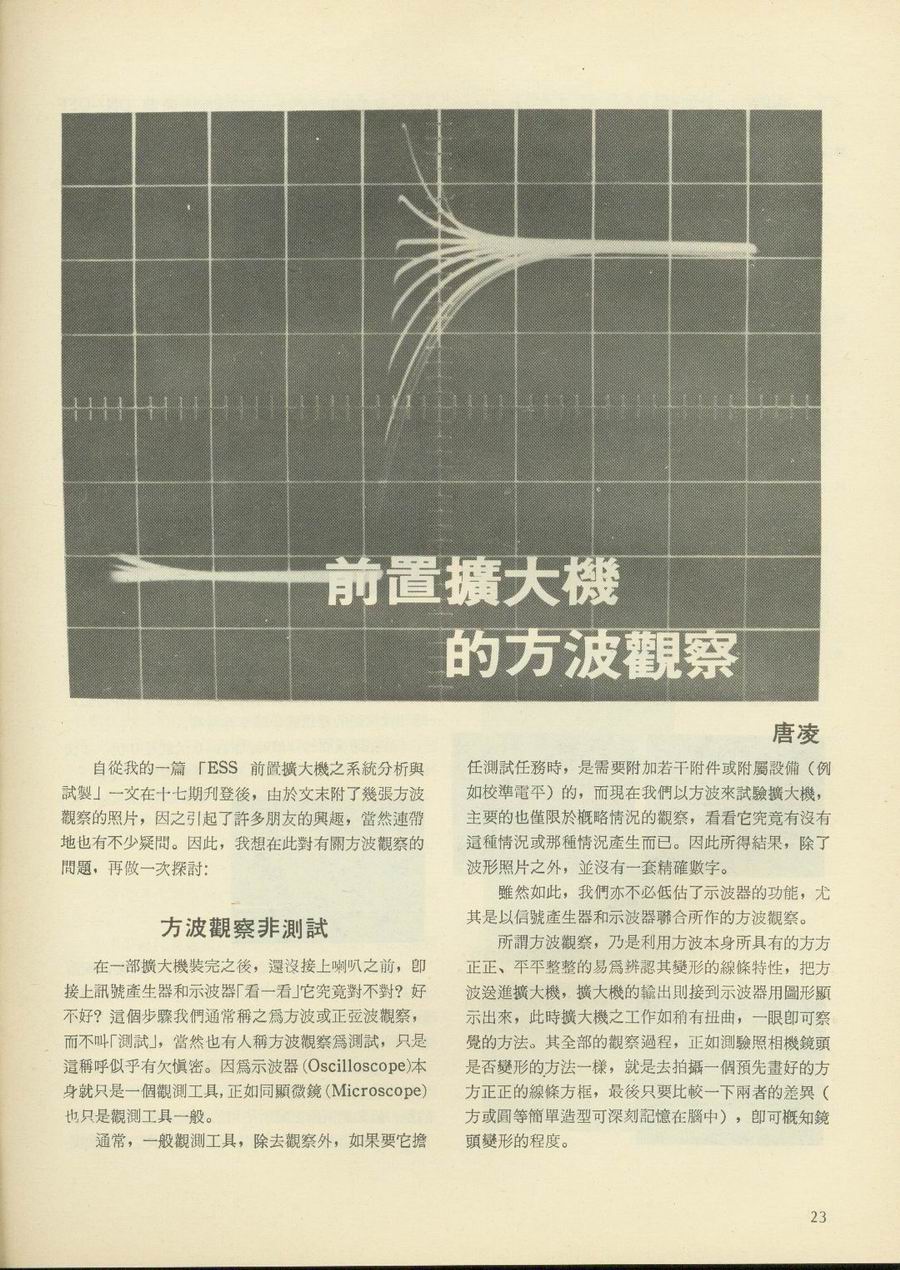 前置擴大機
的方波觀察
唐凌
自從我的一篇「ESS 前置擴大機之系統分析與
試製」一文在十七期刋登後，由於文末附了幾張方波
觀察的照片，因之引起了許多朋友的興趣，當然連帶
地也有不少疑問。因此，我想在此對有關方波觀察的
問題，再做一次探討：
方波觀察非測試
在一部擴大機裝完之後，還沒接上喇叭之前，卽
接上訊號產生器和示波器「看一看」它究竟對不對？好
不好？這個步驟我們通常稱之爲方波或正弦波觀察，
而不叫「測試」，當然也有人稱方波觀察爲測試，只是
這稱呼似乎有欠愼密。因爲示波器(Oscilloscope)本
身就只是一個觀測工具，正如同顯微鏡(Microscope)
也只是觀測工具一般。
通常，一般觀測工具，除去觀察外，如果要它擔
任測試任務時，是需要附加若干附件或附屬設備（例
如校準電平）的，而現在我們以方波來試驗擴大機，
主要的也僅限於槪略情況的觀察，看看它究竟有沒有
這種情況或那種情況產生而已。因此所得結果，除了
波形照片之外，並沒有一套精確數字。
雖然如此，我們亦不必低估了示波器的功能，尤
其是以信號產生器和示波器聯合所作的方波觀察。
所謂方波觀察，乃是利用方波本身所具有的方方
正正、平平整整的易爲辨認其變形的線條特性，把方
波送進擴大機，擴大機的輸出則接到示波器用圖形顯
示出來，此時擴大機之工作如稍有扭曲，一眼卽可察
覺的方法。其全部的觀察過程，正如測驗照相機鏡頭
是否變形的方法一樣，就是去拍攝一個預先畫好的方
方正正的線條方框，最後只要比較一下兩者的差異（
方或圓等簡單造型可深刻記憶在腦中），卽可槪知鏡
頭變形的程度。
23